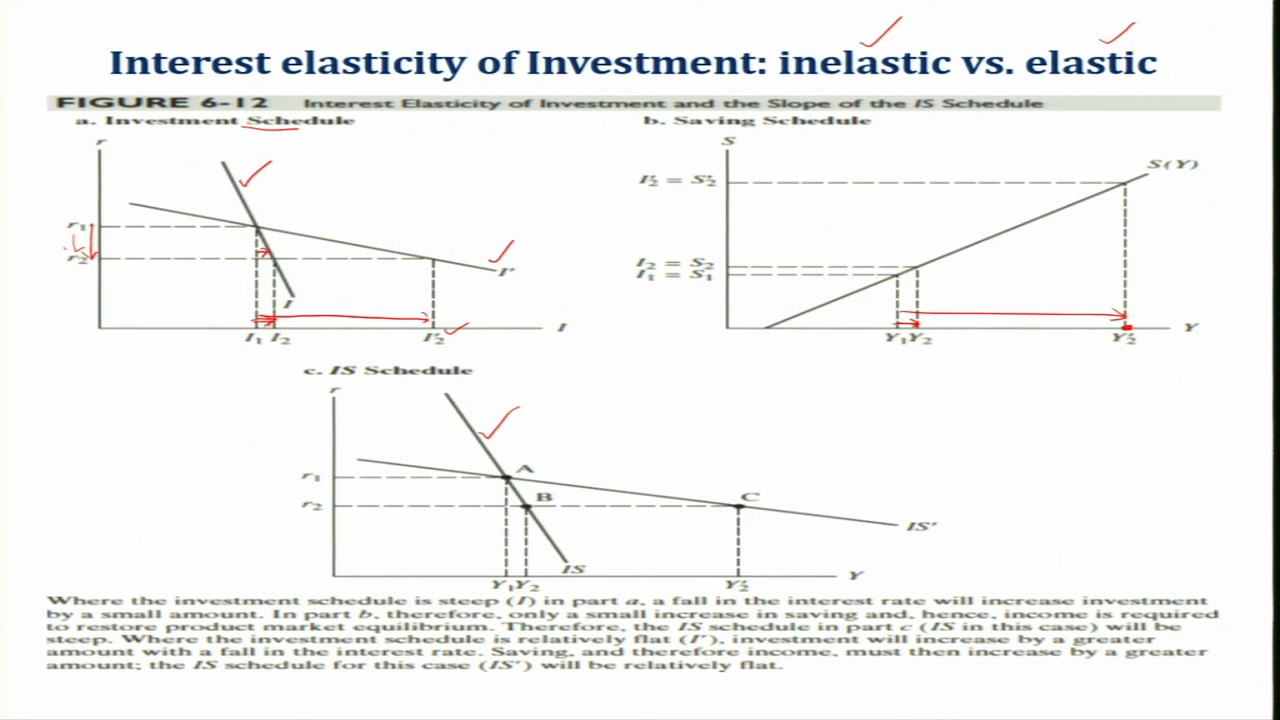 Interest elasticity of Investment: inelastic vs. elastic
FIGURE 6-12 Interest Elasticity of Investment and the Slope of the IS Schedule
a. Investment Schedule
r
r₁
r₂
I
I′
I₁ I₂ I′₂ I
b. Saving Schedule
S
S(Y)
I′₂ = S′₂
I₂ = S₂
I₁ = S₁
Y₁ Y₂ Y′₂ Y
c. IS Schedule
r
r₁ A
r₂ B C
IS′
IS
Y₁ Y₂ Y′₂ Y
Where the investment schedule is steep (I) in part a, a fall in the interest rate will increase investment
by a small amount. In part b, therefore, only a small increase in saving and, hence, income is required
to restore product market equilibrium. Therefore, the IS schedule in part c (IS in this case) will be
steep. Where the investment schedule is relatively flat (I′), investment will increase by a greater
amount with a fall in the interest rate. Saving, and therefore income, must then increase by a greater
amount; the IS schedule for this case (IS′) will be relatively flat.